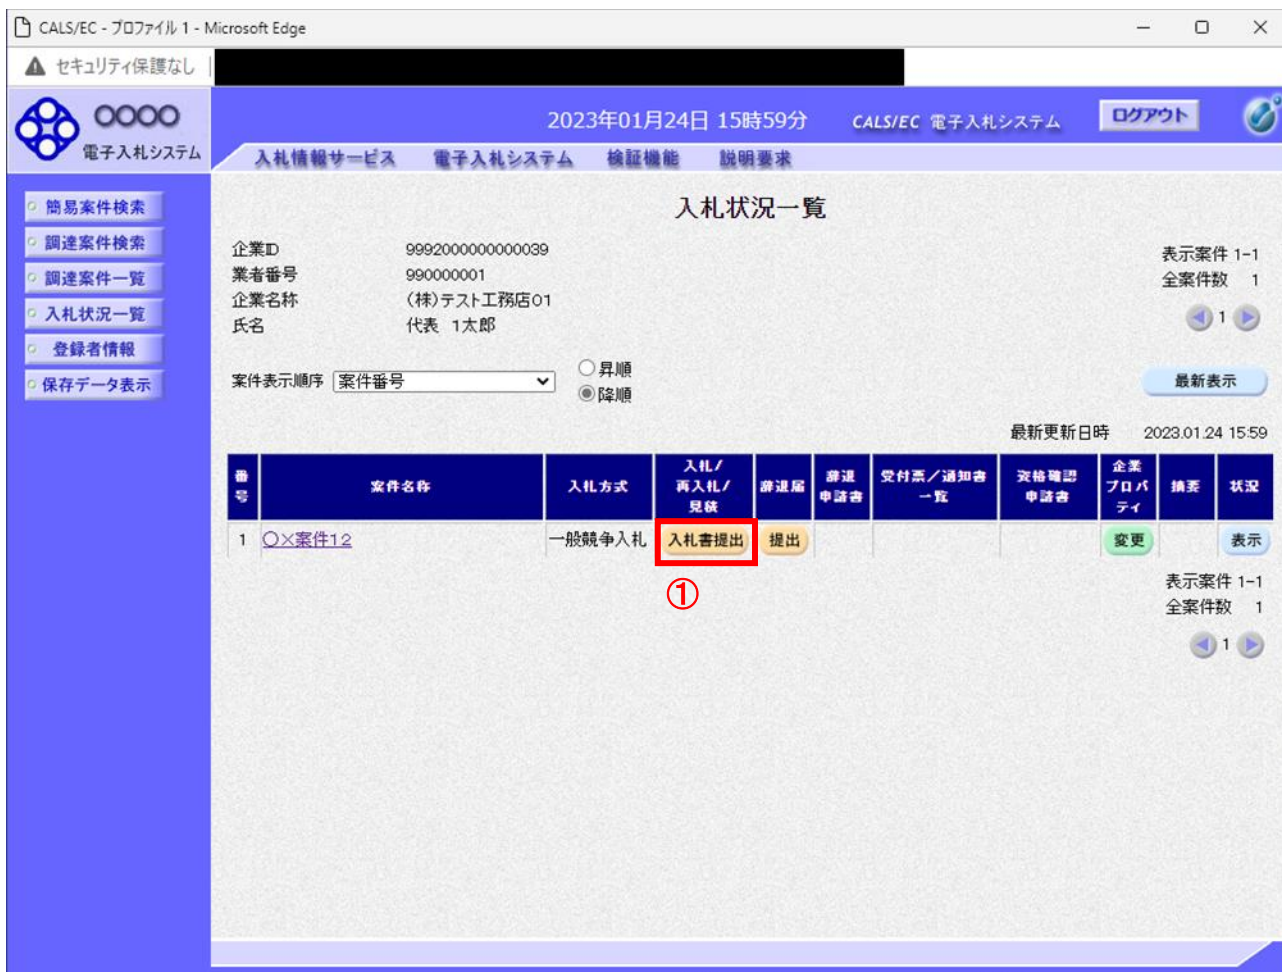 CALS/EC - プロファイル 1 - Microsoft Edge
セキュリティ保護なし
〇〇〇〇
電子入札システム
2023年01月24日 15時59分
CALS/EC 電子入札システム
ログアウト
入札情報サービス 電子入札システム 検証機能 説明要求
簡易案件検索
調達案件検索
調達案件一覧
入札状況一覧
登録者情報
保存データ表示
入札状況一覧
企業ID 9992000000000039
業者番号 990000001
企業名称 (株)テスト工務店01
氏名 代表 1太郎
表示案件 1-1
全案件数 1
1
案件表示順序 案件番号
昇順
降順
最新表示
最新更新日時 2023.01.24 15:59
番号 案件名称 入札方式 入札/再入札/見積 辞退届 辞退申請書 受付票/通知書一覧 資格確認申請書 企業プロパティ 摘要 状況
1 〇×案件12 一般競争入札 入札書提出 提出 変更 表示
①
表示案件 1-1
全案件数 1
1